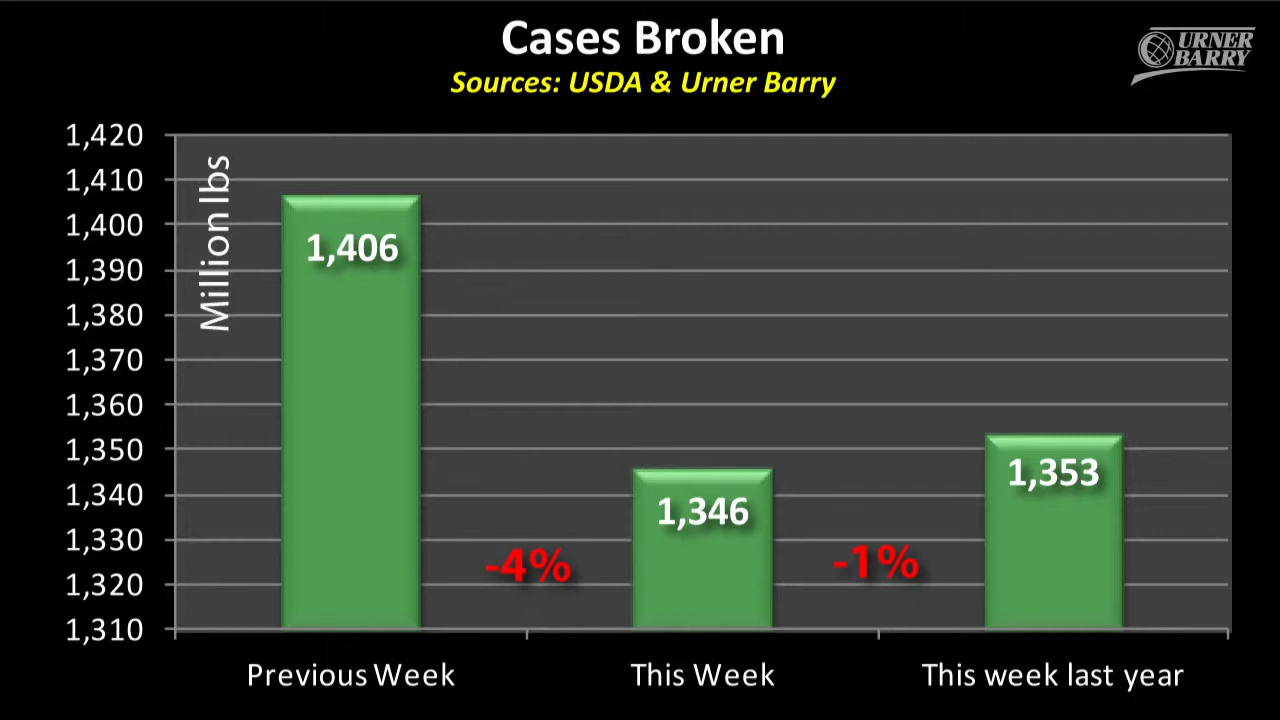 Cases Broken
Sources: USDA & Urner Barry
URNER
BARRY
Million lbs
1,420
1,410
1,400
1,390
1,380
1,370
1,360
1,350
1,340
1,330
1,320
1,310
1,406
1,346
1,353
-4%
-1%
Previous Week
This Week
This week last year